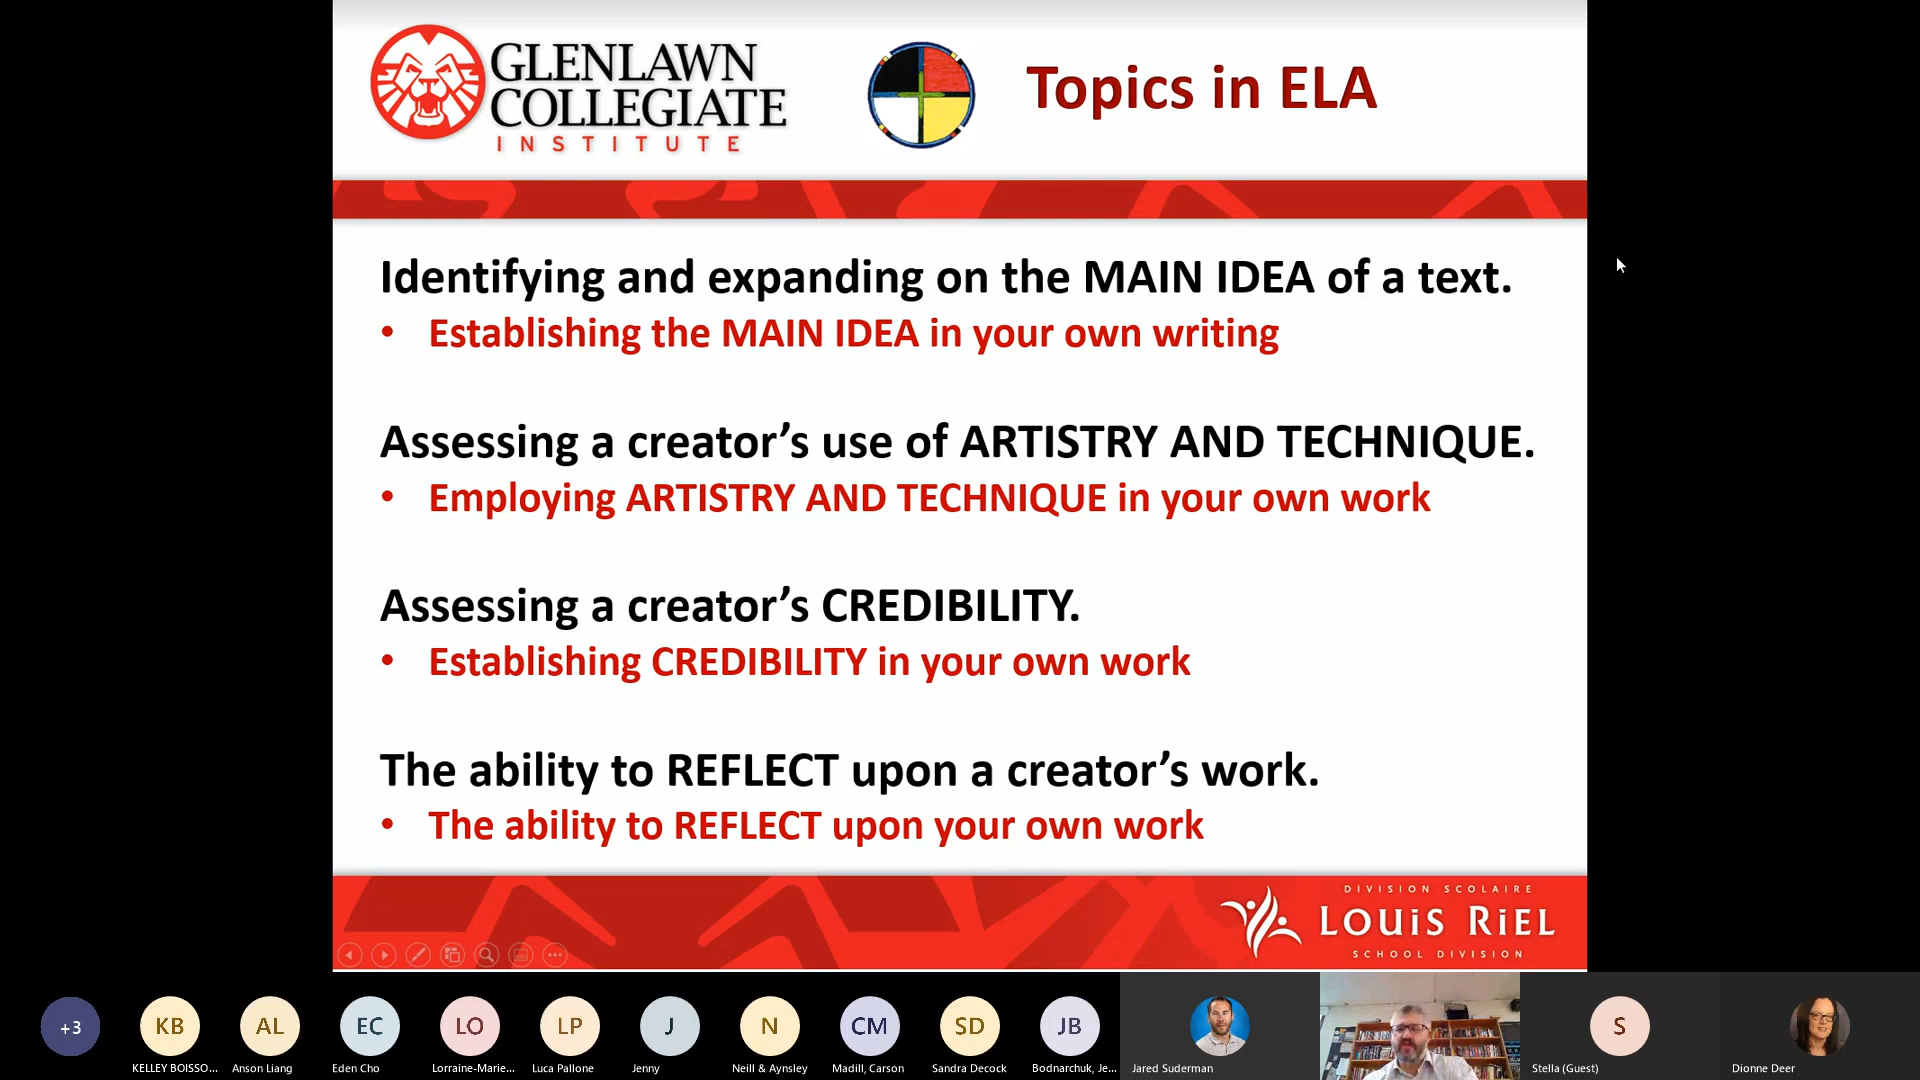 GLENLAWN
COLLEGIATE
INSTITUTE
Topics in ELA
Identifying and expanding on the MAIN IDEA of a text.
• Establishing the MAIN IDEA in your own writing
Assessing a creator’s use of ARTISTRY AND TECHNIQUE.
• Employing ARTISTRY AND TECHNIQUE in your own work
Assessing a creator’s CREDIBILITY.
• Establishing CREDIBILITY in your own work
The ability to REFLECT upon a creator’s work.
• The ability to REFLECT upon your own work
DIVISION SCOLAIRE
LOUiS RiEL
SCHOOL DIVISION
+3
KB
AL
EC
LO
LP
J
N
CM
SD
JB
S
KELLEY BOISSO...
Anson Liang
Eden Cho
Lorraine-Marie...
Luca Pallone
Jenny
Neill & Aynsley
Madill, Carson
Sandra Decock
Bodnarchuk, Je...
Jared Suderman
Stella (Guest)
Dionne Deer